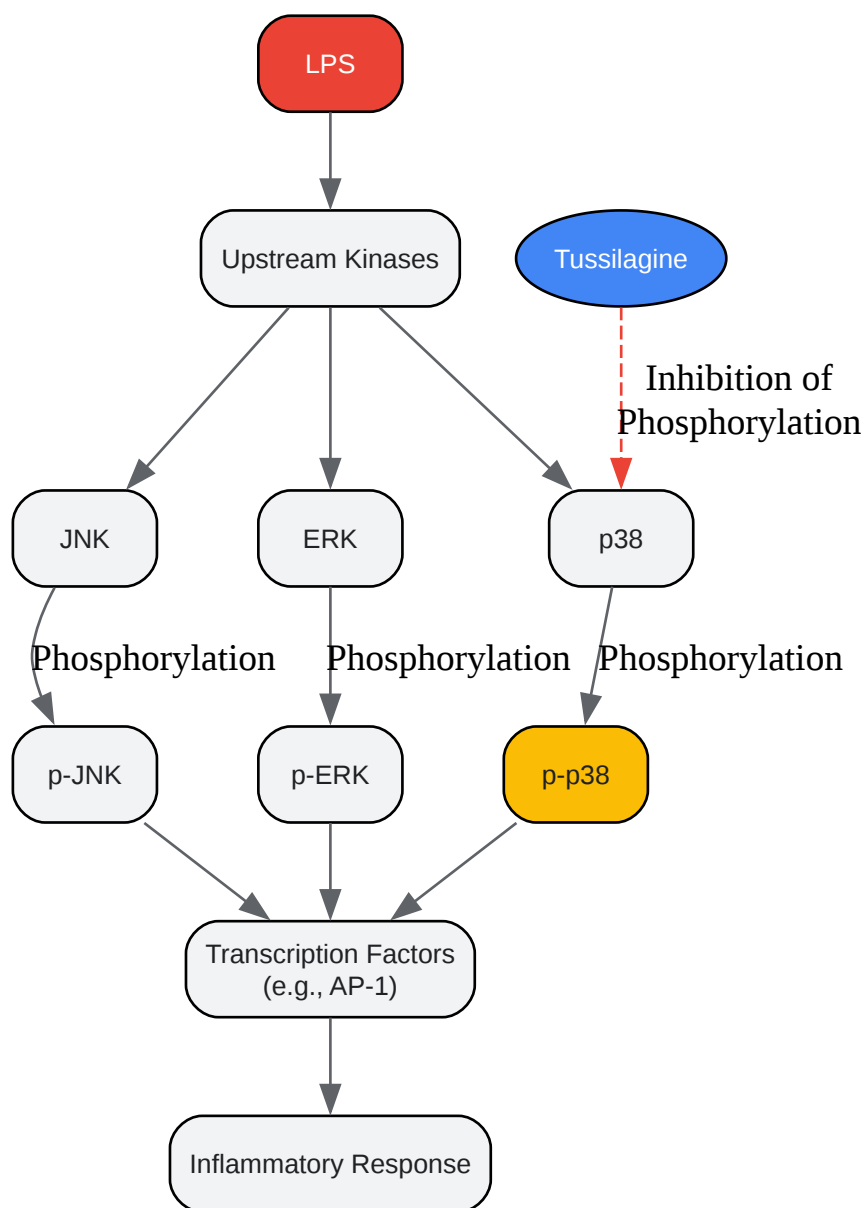 LPS
Upstream Kinases
Tussilagine
Inhibition of
Phosphorylation
JNK
ERK
p38
Phosphorylation
Phosphorylation
Phosphorylation
p-JNK
p-ERK
p-p38
Transcription Factors
(e.g., AP-1)
Inflammatory Response